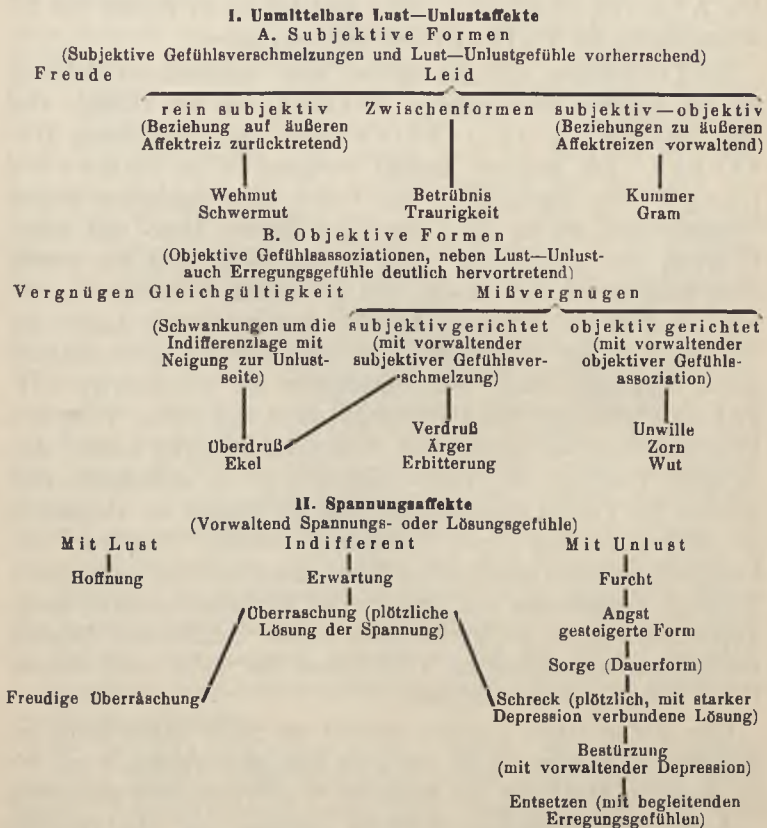 I. Unmittelbare Lust—Unlustaffekte
A. Subjektive Formen
(Subjektive Gefühlsverschmelzungen und Lust—Unlustgefühle vorherrschend)
Freude Leid
rein subjektiv Zwischenformen subjektiv—objektiv
(Beziehung auf äußeren (Beziehungen zu äußeren
Affektreiz zurücktretend) Affektreizen vorwaltend)
Wehmut Betrübnis Kummer
Schwermut Traurigkeit Gram
B. Objektive Formen
(Objektive Gefühlsassoziationen, neben Lust—Unlust-
auch Erregungsgefühle deutlich hervortretend)
Vergnügen Gleichgültigkeit Mißvergnügen
(Schwankungen um die subjektiv gerichtet objektiv gerichtet
Indifferenzlage mit (mit vorwaltender (mit vorwaltender
Neigung zur Unlust- subjektiver Gefühlsver- objektiver Gefühls-
seite) schmelzung) assoziation)
Überdruß Verdruß Unwille
Ekel Ärger Zorn
Erbitterung Wut
II. Spannungsaffekte
(Vorwaltend Spannungs- oder Lösungsgefühle)
Mit Lust Indifferent Mit Unlust
Hoffnung Erwartung Furcht
Überraschung (plötzliche Angst
Lösung der Spannung) gesteigerte Form
Sorge (Dauerform)
Freudige Überraschung Schreck (plötzlich, mit starker
Depression verbundene Lösung)
Bestürzung
(mit vorwaltender Depression)
Entsetzen (mit begleitenden
Erregungsgefühlen)